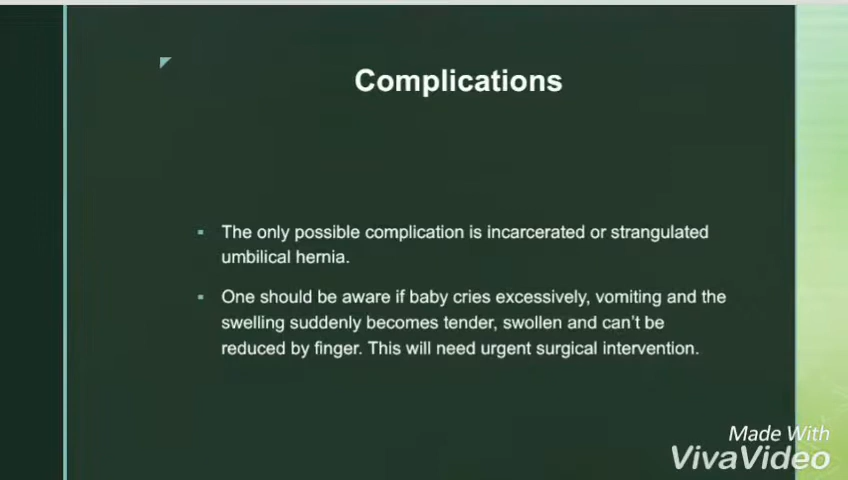 Complications
▪ The only possible complication is incarcerated or strangulated
umbilical hernia.
▪ One should be aware if baby cries excessively, vomiting and the
swelling suddenly becomes tender, swollen and can't be
reduced by finger. This will need urgent surgical intervention.
Made With
VivaVideo